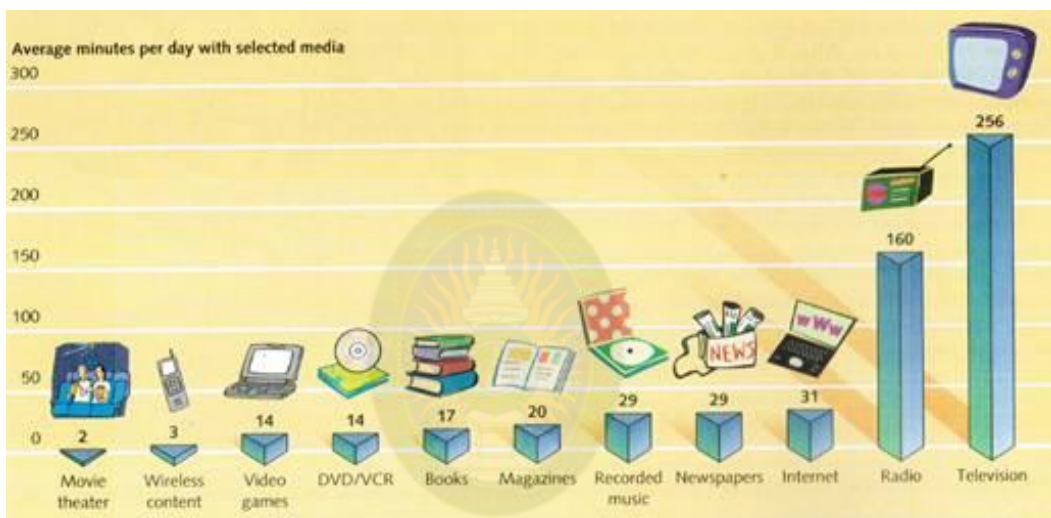 Average minutes per day with selected media
300
250
200
150
100
50
0
2
3
14
14
17
20
29
29
31
160
256
NEWS
wWw
Movie
theater
Wireless
content
Video
games
DVD/VCR
Books
Magazines
Recorded
music
Newspapers
Internet
Radio
Television